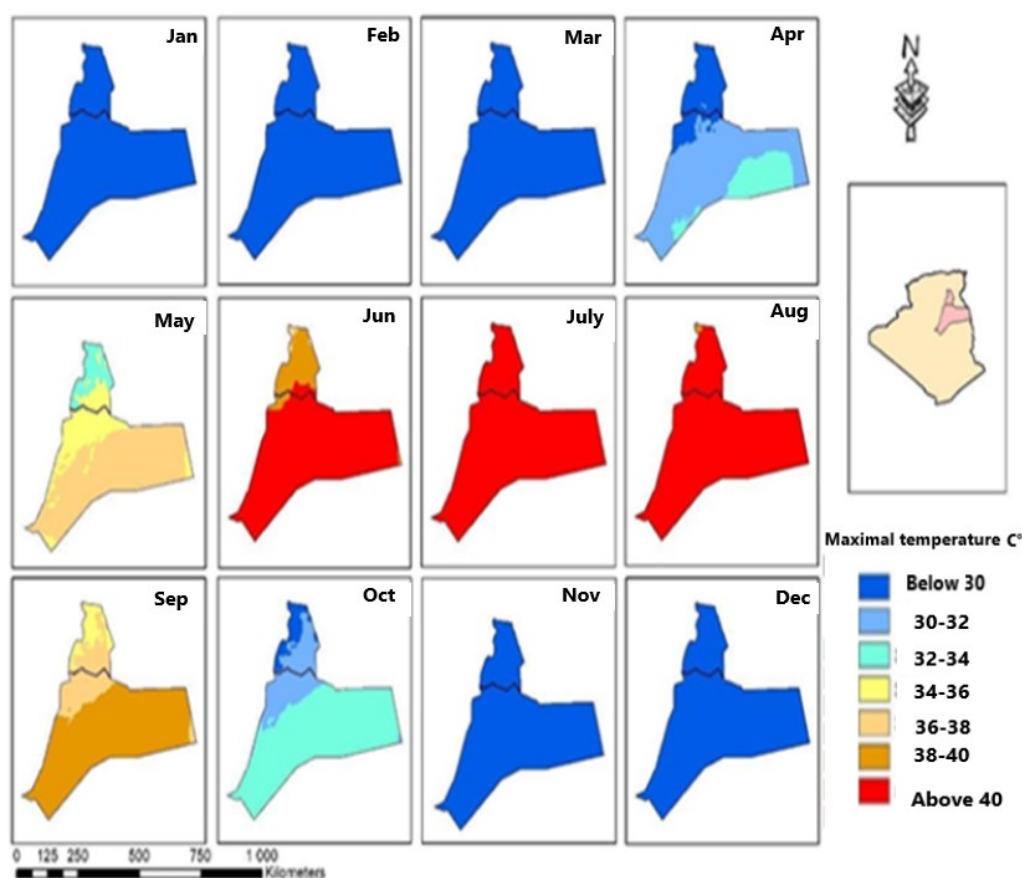 Jan
Feb
Mar
Apr
N
May
Jun
July
Aug
Maximal temperature C°
Sep
Oct
Nov
Dec
Below 30
30-32
32-34
34-36
36-38
38-40
Above 40
0 125 250 500 750 1 000
Kilometers